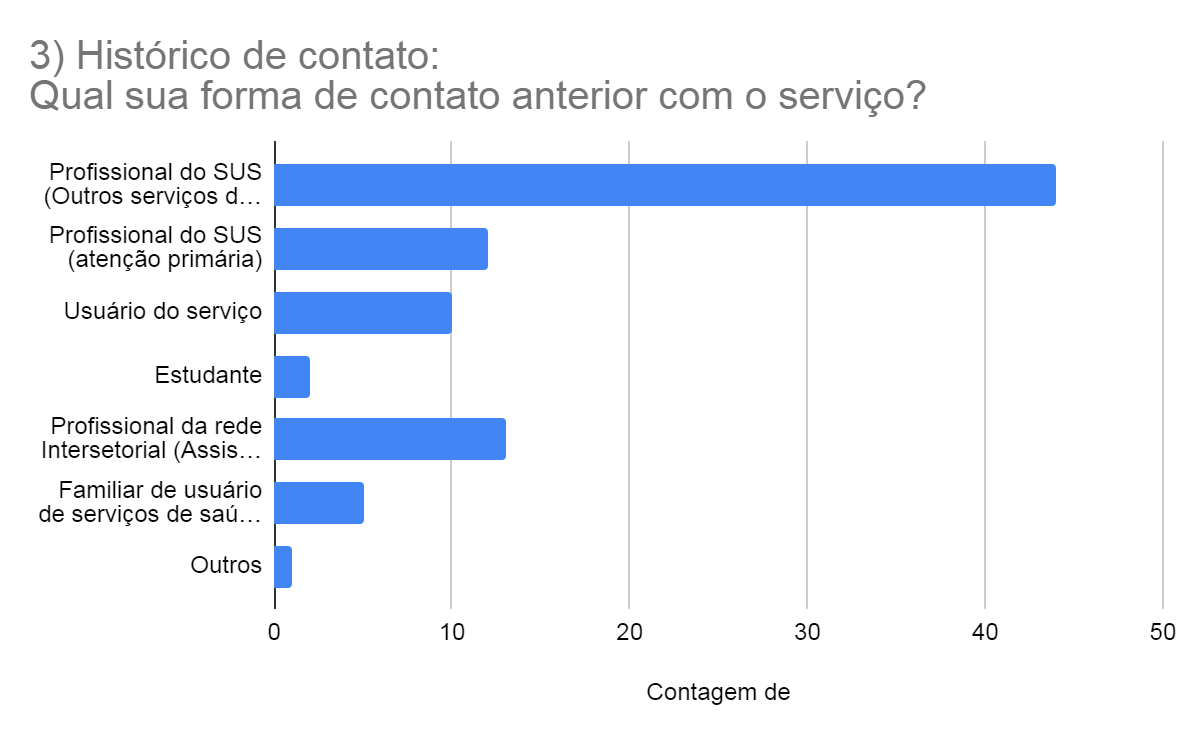 3) Histórico de contato:
Qual sua forma de contato anterior com o serviço?
Profissional do SUS
(Outros serviços d…
Profissional do SUS
(atenção primária)
Usuário do serviço
Estudante
Profissional da rede
Intersetorial (Assis…
Familiar de usuário
de serviços de saú…
Outros
0 10 20 30 40 50
Contagem de